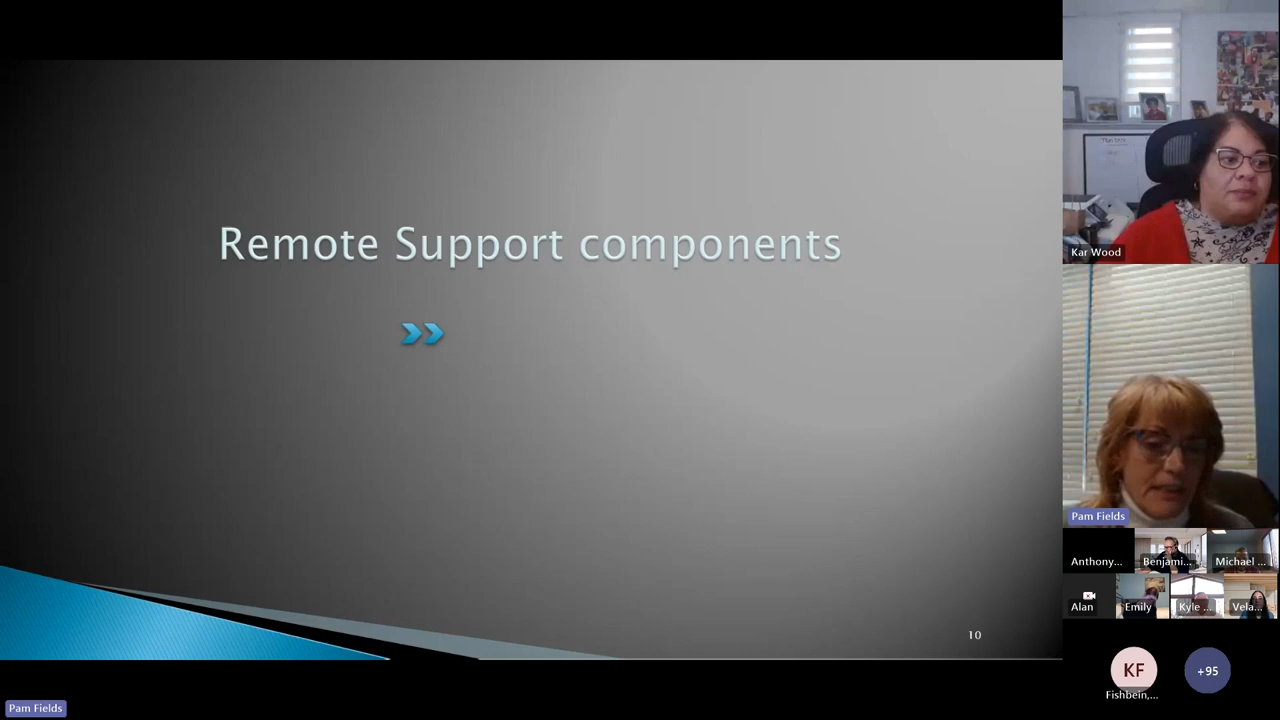 Remote Support components
10
Kar Wood
Pam Fields
Anthony...
Benjami...
Michael ...
Alan
Emily
Kyle ...
Vela...
KF
Fishbein,...
+95
Pam Fields